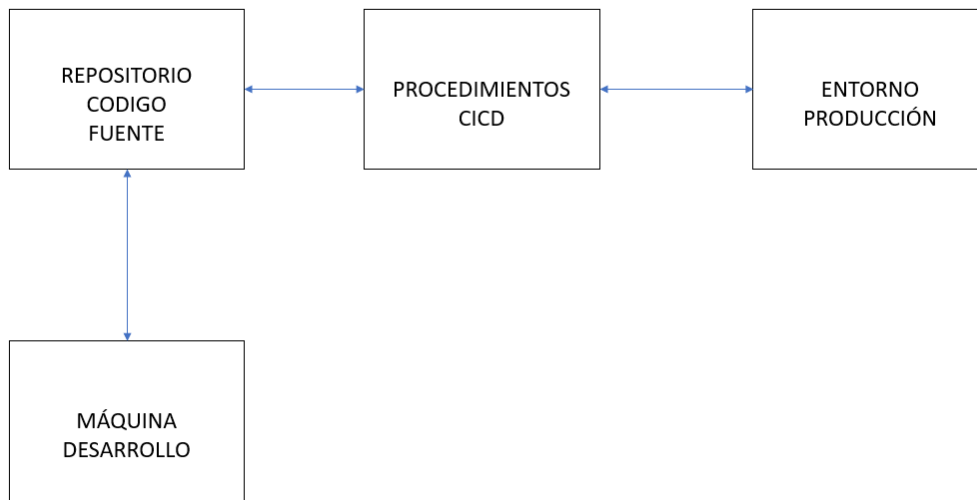 REPOSITORIO
CODIGO
FUENTE
PROCEDIMIENTOS
CICD
ENTORNO
PRODUCCIÓN
MÁQUINA
DESARROLLO